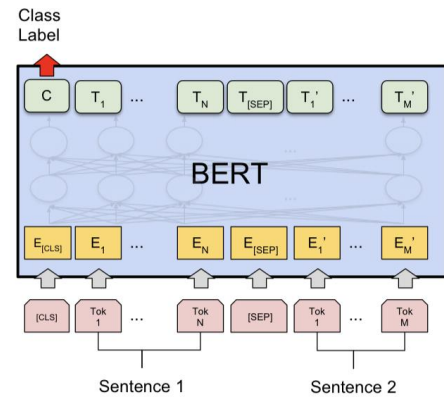 Class
Label
C T1 ... TN T[SEP] T1' ... TM'
...
BERT
...
E[CLS] E1 ... EN E[SEP] E1' ... EM'
[CLS] Tok 1 ... Tok N [SEP] Tok 1 ... Tok M
Sentence 1 Sentence 2